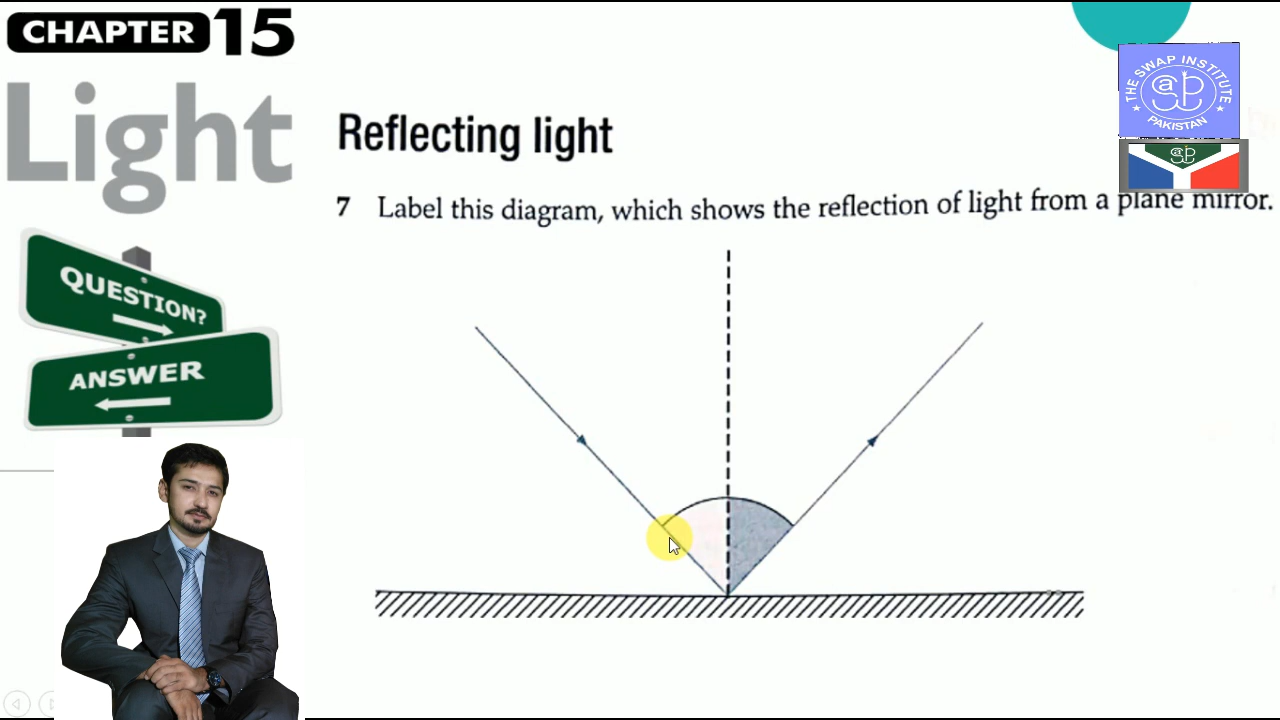 CHAPTER 15
Light
THE SWAP INSTITUTE
PAKISTAN
Reflecting light
7 Label this diagram, which shows the reflection of light from a plane mirror.
QUESTION?
ANSWER